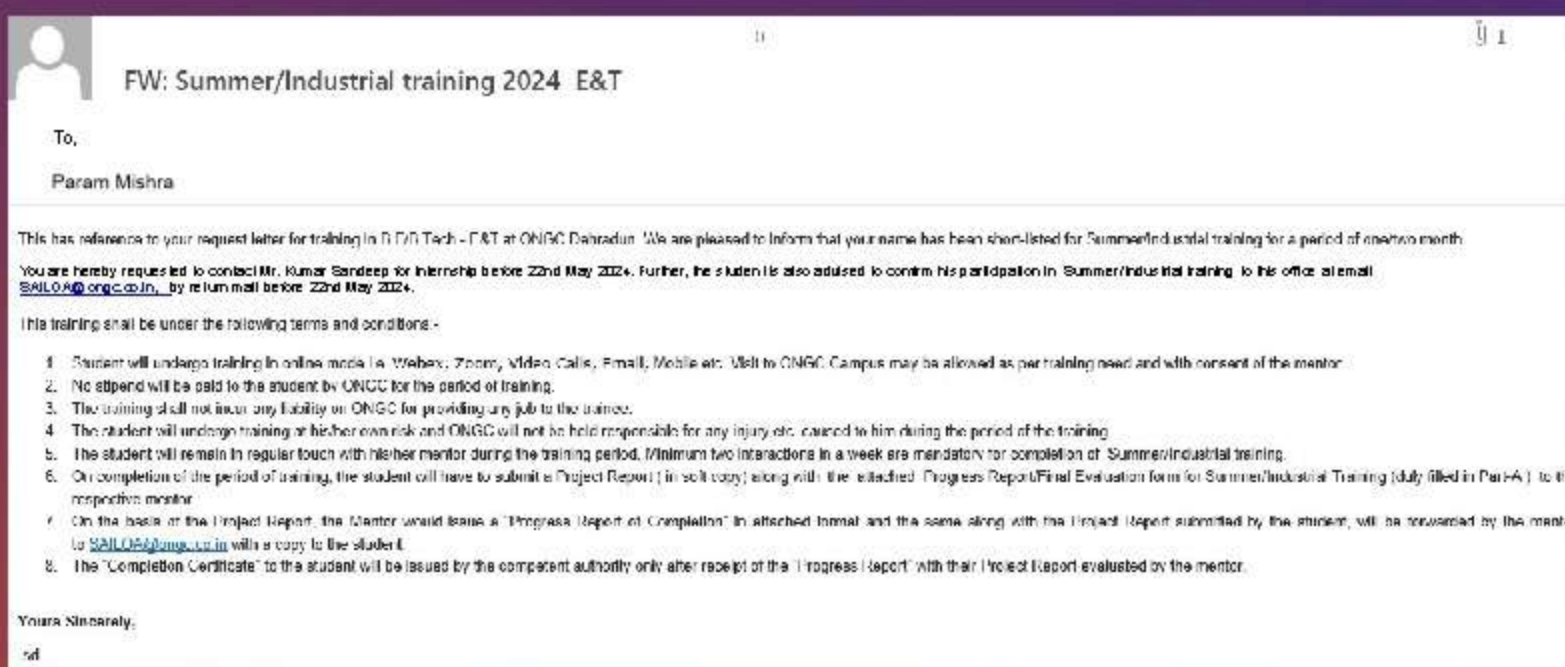 FW: Summer/Industrial training 2024 E&T
To,
Param Mishra
This has reference to your request letter for training in B.E/B.Tech - E&T at ONGC Dehradun. We are pleased to inform that your name has been short-listed for Summer/Industrial training for a period of one/two month.
You are hereby requested to contact Mr. Kumar Sandeep for internship before 22nd May 2024. Further, the student is also advised to confirm his participation in Summer/Industrial training to his office at email
SAILOA@ongc.co.in, by return mail before 22nd May 2024.
This training shall be under the following terms and conditions:-
1. Student will undergo training in online mode i.e. Webex, Zoom, Video Calls, Email, Mobile etc. Visit to ONGC Campus may be allowed as per training need and with consent of the mentor.
2. No stipend will be paid to the student by ONGC for the period of training.
3. The training shall not incur any liability on ONGC for providing any job to the trainee.
4. The student will undergo training at his/her own risk and ONGC will not be held responsible for any injury etc. caused to him during the period of the training.
5. The student will remain in regular touch with his/her mentor during the training period. Minimum two interactions in a week are mandatory for completion of Summer/Industrial training.
6. On completion of the period of training, the student will have to submit a Project Report ( in soft copy) along with the attached Progress Report/Final Evaluation form for Summer/Industrial Training (duly filled in Part-A ) to
respective mentor.
7. On the basis of the Project Report, the Mentor would issue a "Progress Report of Completion" in attached format and the same along with the Project Report submitted by the student, will be forwarded by the
to SAILOA@ongc.co.in with a copy to the student.
8. The "Completion Certificate" to the student will be issued by the competent authority only after receipt of the "Progress Report" with their Project Report evaluated by the mentor.
Yours Sincerely,
sd